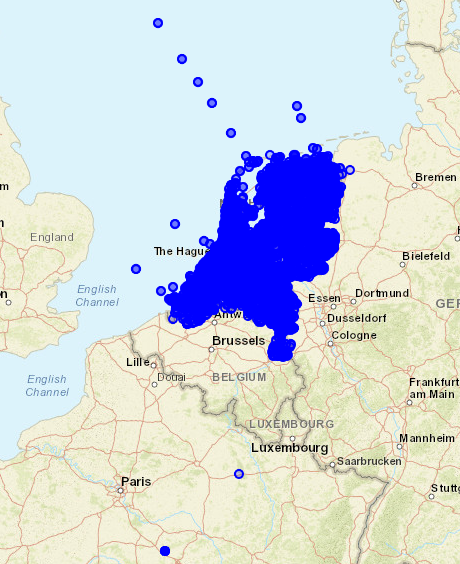 Bremen
m
England
The Hague
Bielefeld
English
Channel
n
Essen
Dortmund
GE
Antw
Dusseldorf
Cologne
Brussels
Lille
BELGIUM
Douai
English
Channel
Frankfurt
am Main
LUXEMBOURG
Mannheim
Luxembourg
Saarbrucken
Paris
Stuttg